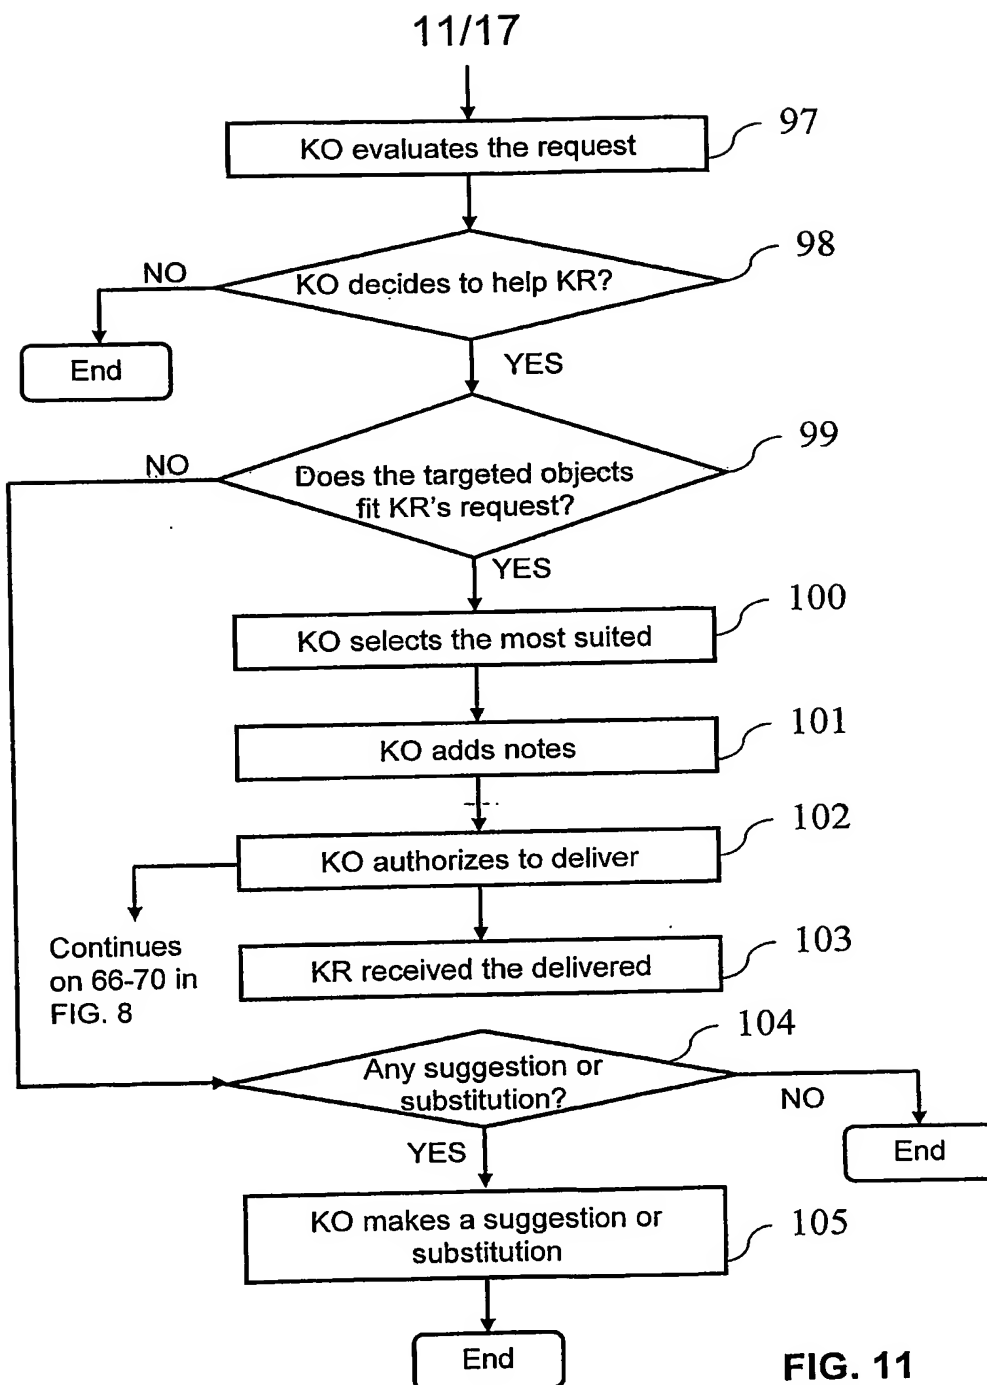 11/17
KO evaluates the request
97
KO decides to help KR?
98
NO
End
YES
Does the targeted objects
fit KR's request?
99
NO
YES
KO selects the most suited
100
KO adds notes
101
KO authorizes to deliver
102
Continues
on 66-70 in
FIG. 8
KR received the delivered
103
Any suggestion or
substitution?
104
NO
End
YES
KO makes a suggestion or
substitution
105
End
FIG. 11